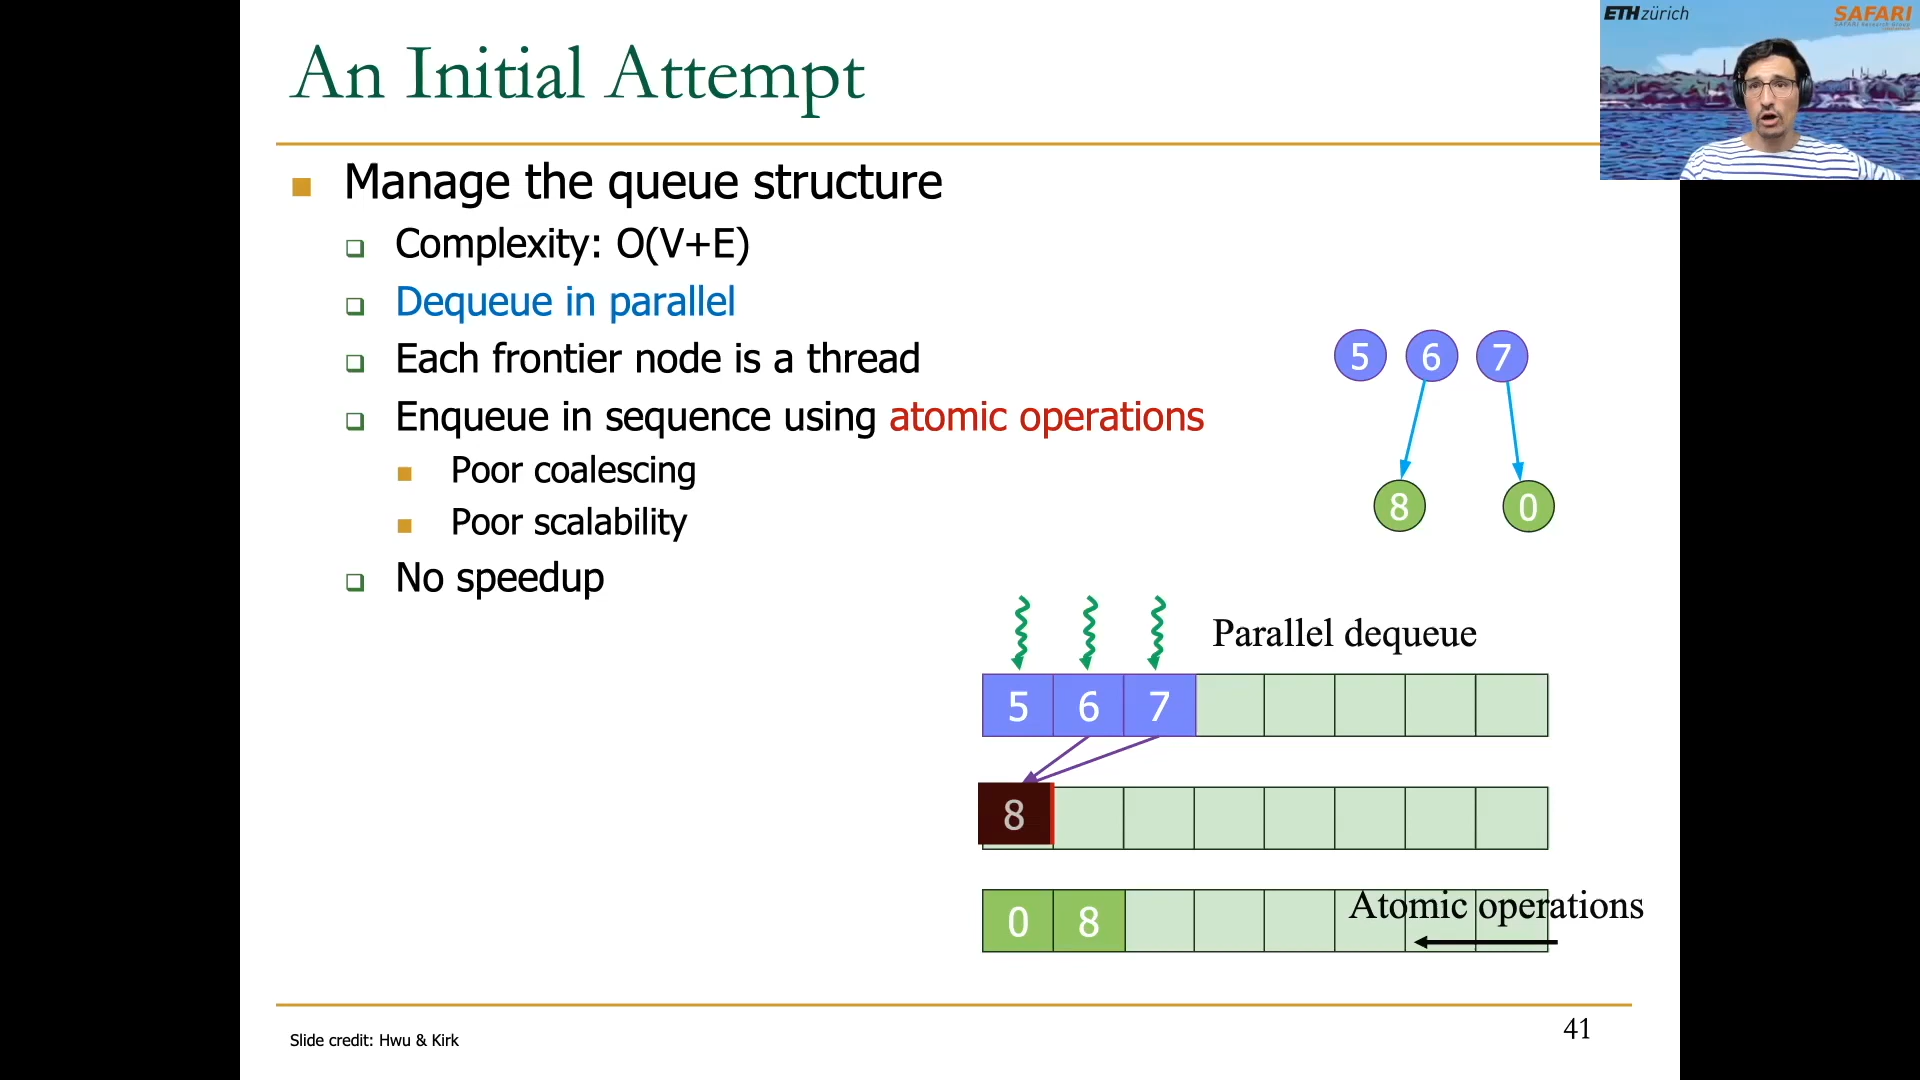 An Initial Attempt
ETH zürich
SAFARI
Manage the queue structure
Complexity: O(V+E)
Dequeue in parallel
Each frontier node is a thread
Enqueue in sequence using atomic operations
Poor coalescing
Poor scalability
No speedup
5 6 7
8 0
Parallel dequeue
5 6 7
8
0 8
Atomic operations
Slide credit: Hwu & Kirk
41